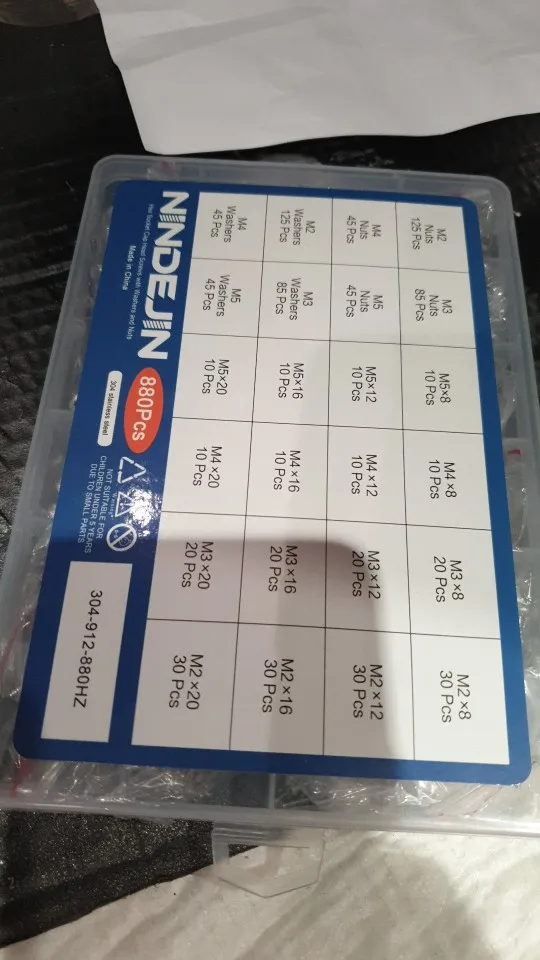 M2
Nuts
125 Pcs
M3
Nuts
85 Pcs
M5×8
10 Pcs
M4 ×8
10 Pcs
M3 ×8
20 Pcs
M2 ×8
30 Pcs
M4
Nuts
45 Pcs
M5
Nuts
45 Pcs
M5×12
10 Pcs
M4 ×12
10 Pcs
M3 ×12
20 Pcs
M2 ×12
30 Pcs
M2
Washers
125 Pcs
M3
Washers
85 Pcs
M5×16
10 Pcs
M4 ×16
10 Pcs
M3 ×16
20 Pcs
M2 ×16
30 Pcs
M4
Washers
45 Pcs
M5
Washers
45 Pcs
M5×20
10 Pcs
M4 ×20
10 Pcs
M3 ×20
20 Pcs
M2 ×20
30 Pcs
NINDEJIN
Hex Socket Cap Head Screws with Washers and Nuts
Made in China
880Pcs
304 stainless steel
NOT SUITABLE FOR
CHILDREN UNDER 5 YEARS
DUE TO SMALL PARTS
304-912-880HZ